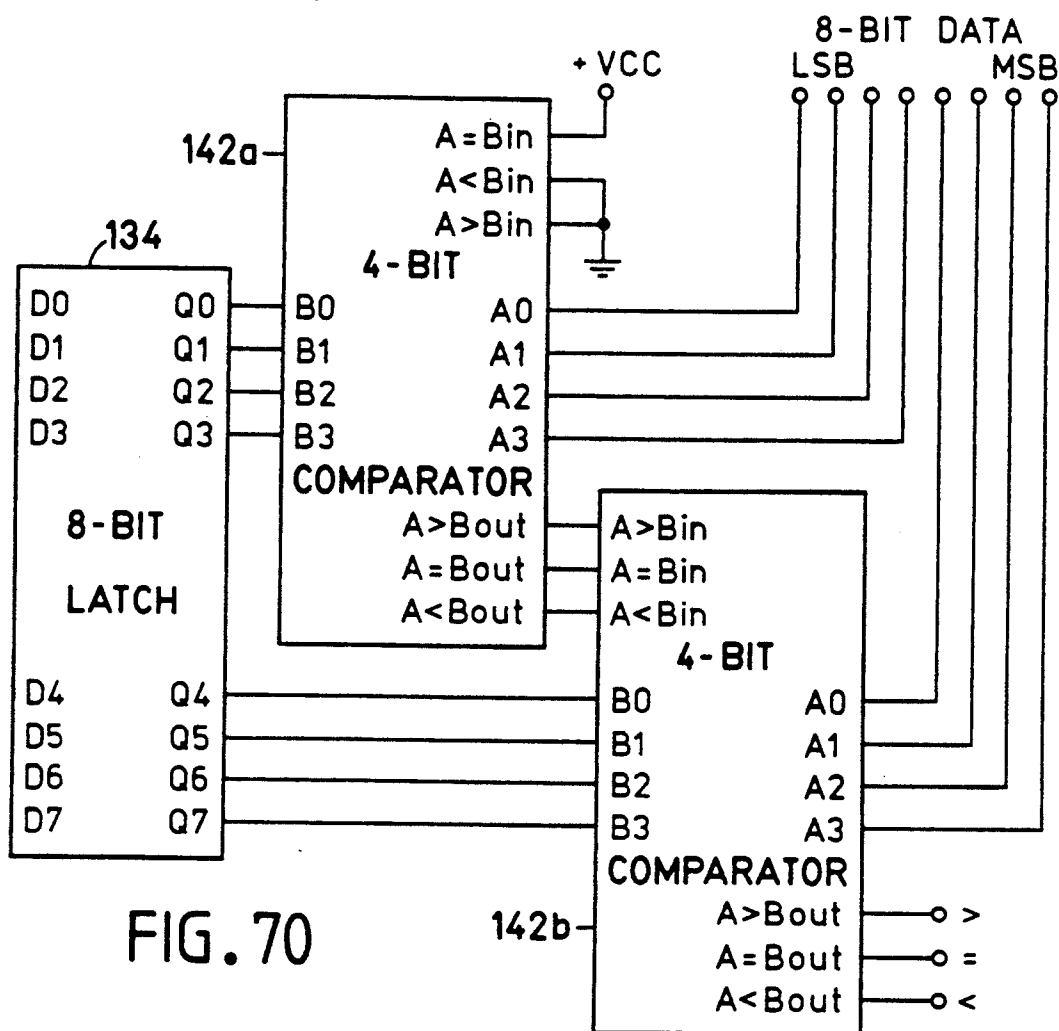 8-BIT DATA
LSB MSB
+ VCC
142a
A=Bin
A<Bin
A>Bin
4-BIT
B0 A0
B1 A1
B2 A2
B3 A3
COMPARATOR
A>Bout
A=Bout
A<Bout
134
D0 Q0
D1 Q1
D2 Q2
D3 Q3
8-BIT
LATCH
D4 Q4
D5 Q5
D6 Q6
D7 Q7
A>Bin
A=Bin
A<Bin
4-BIT
B0 A0
B1 A1
B2 A2
B3 A3
COMPARATOR
142b
A>Bout >
A=Bout =
A<Bout <
FIG. 70